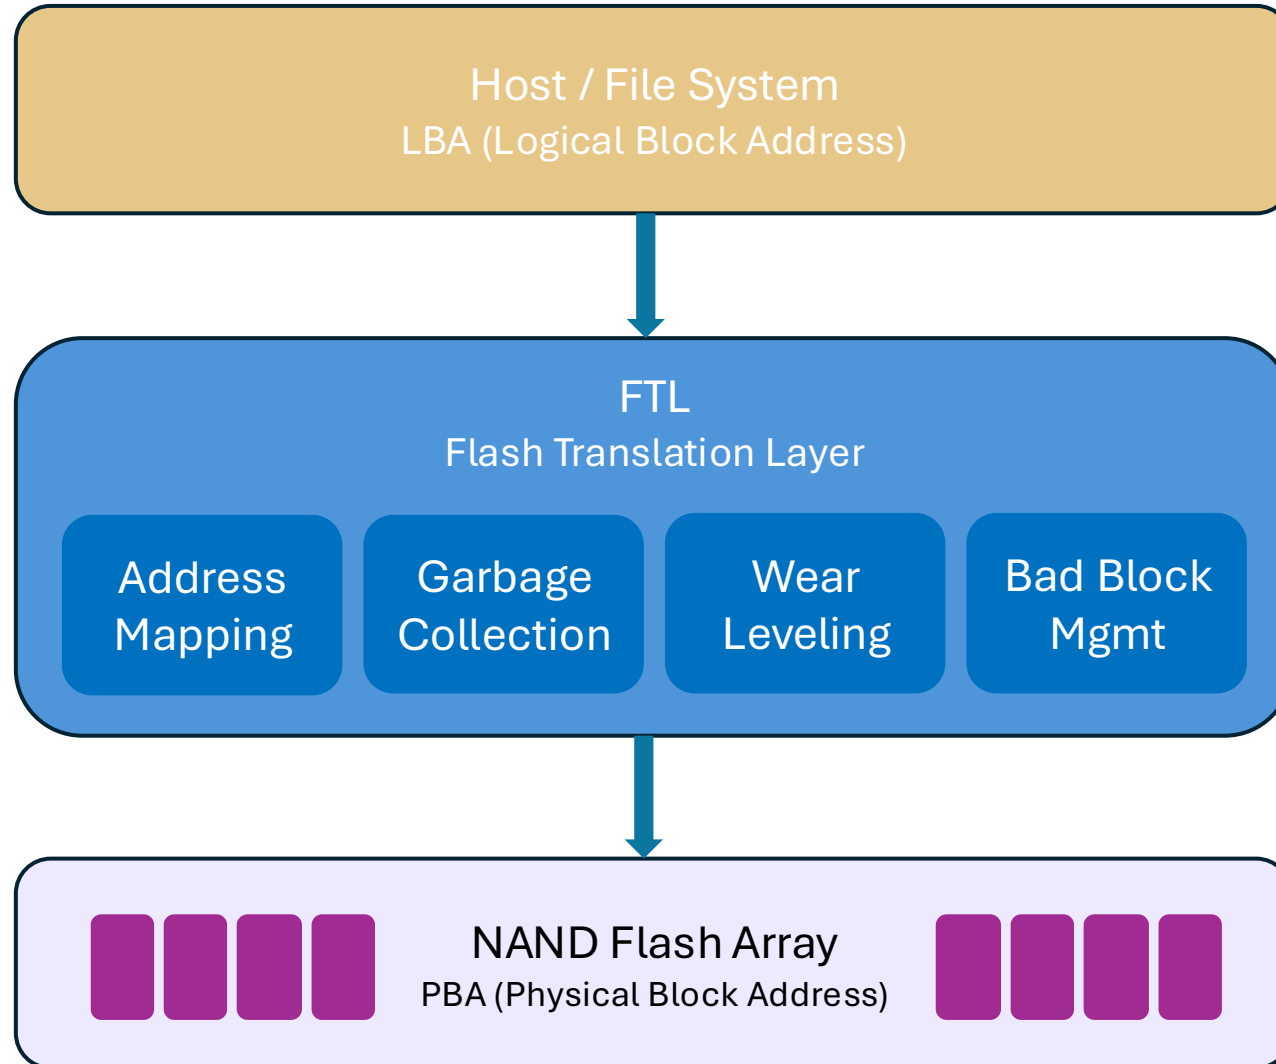 Host / File System
LBA (Logical Block Address)
FTL
Flash Translation Layer
Address
Mapping
Garbage
Collection
Wear
Leveling
Bad Block
Mgmt
NAND Flash Array
PBA (Physical Block Address)